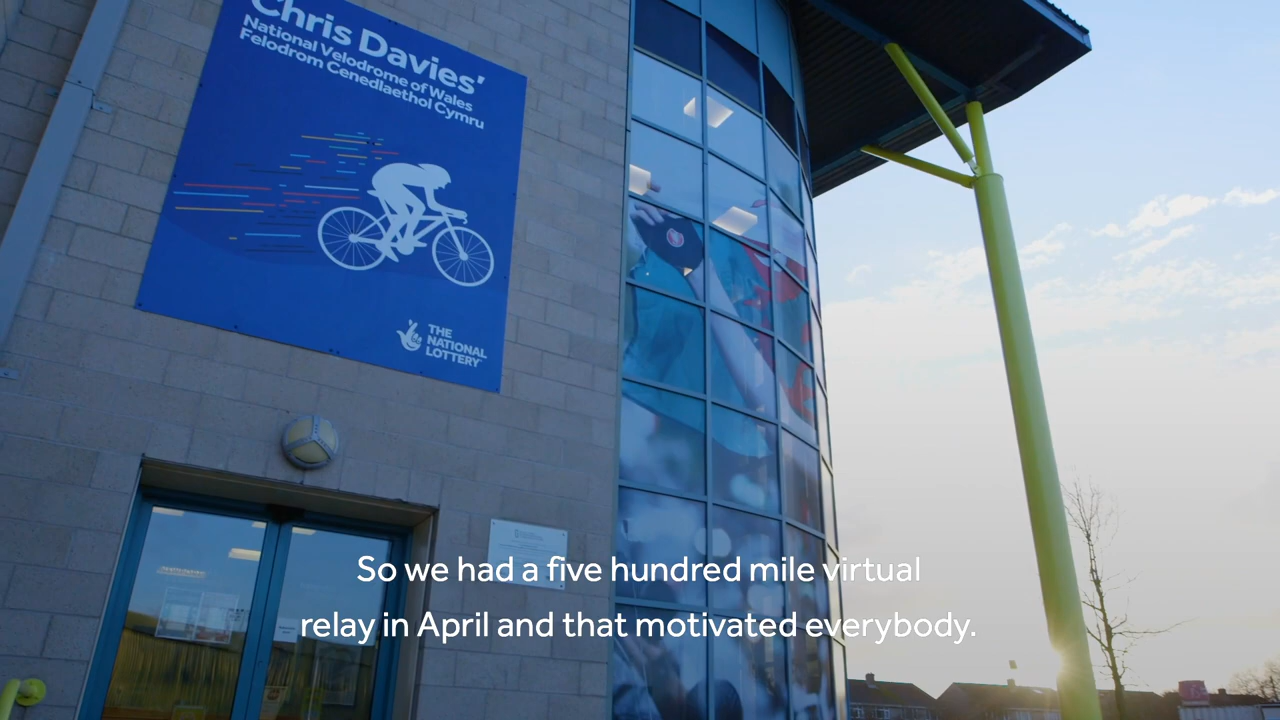 Chris Davies'
National Velodrome of Wales
Felodrom Cenedlaethol Cymru
THE
NATIONAL
LOTTERY
So we had a five hundred mile virtual
relay in April and that motivated everybody.